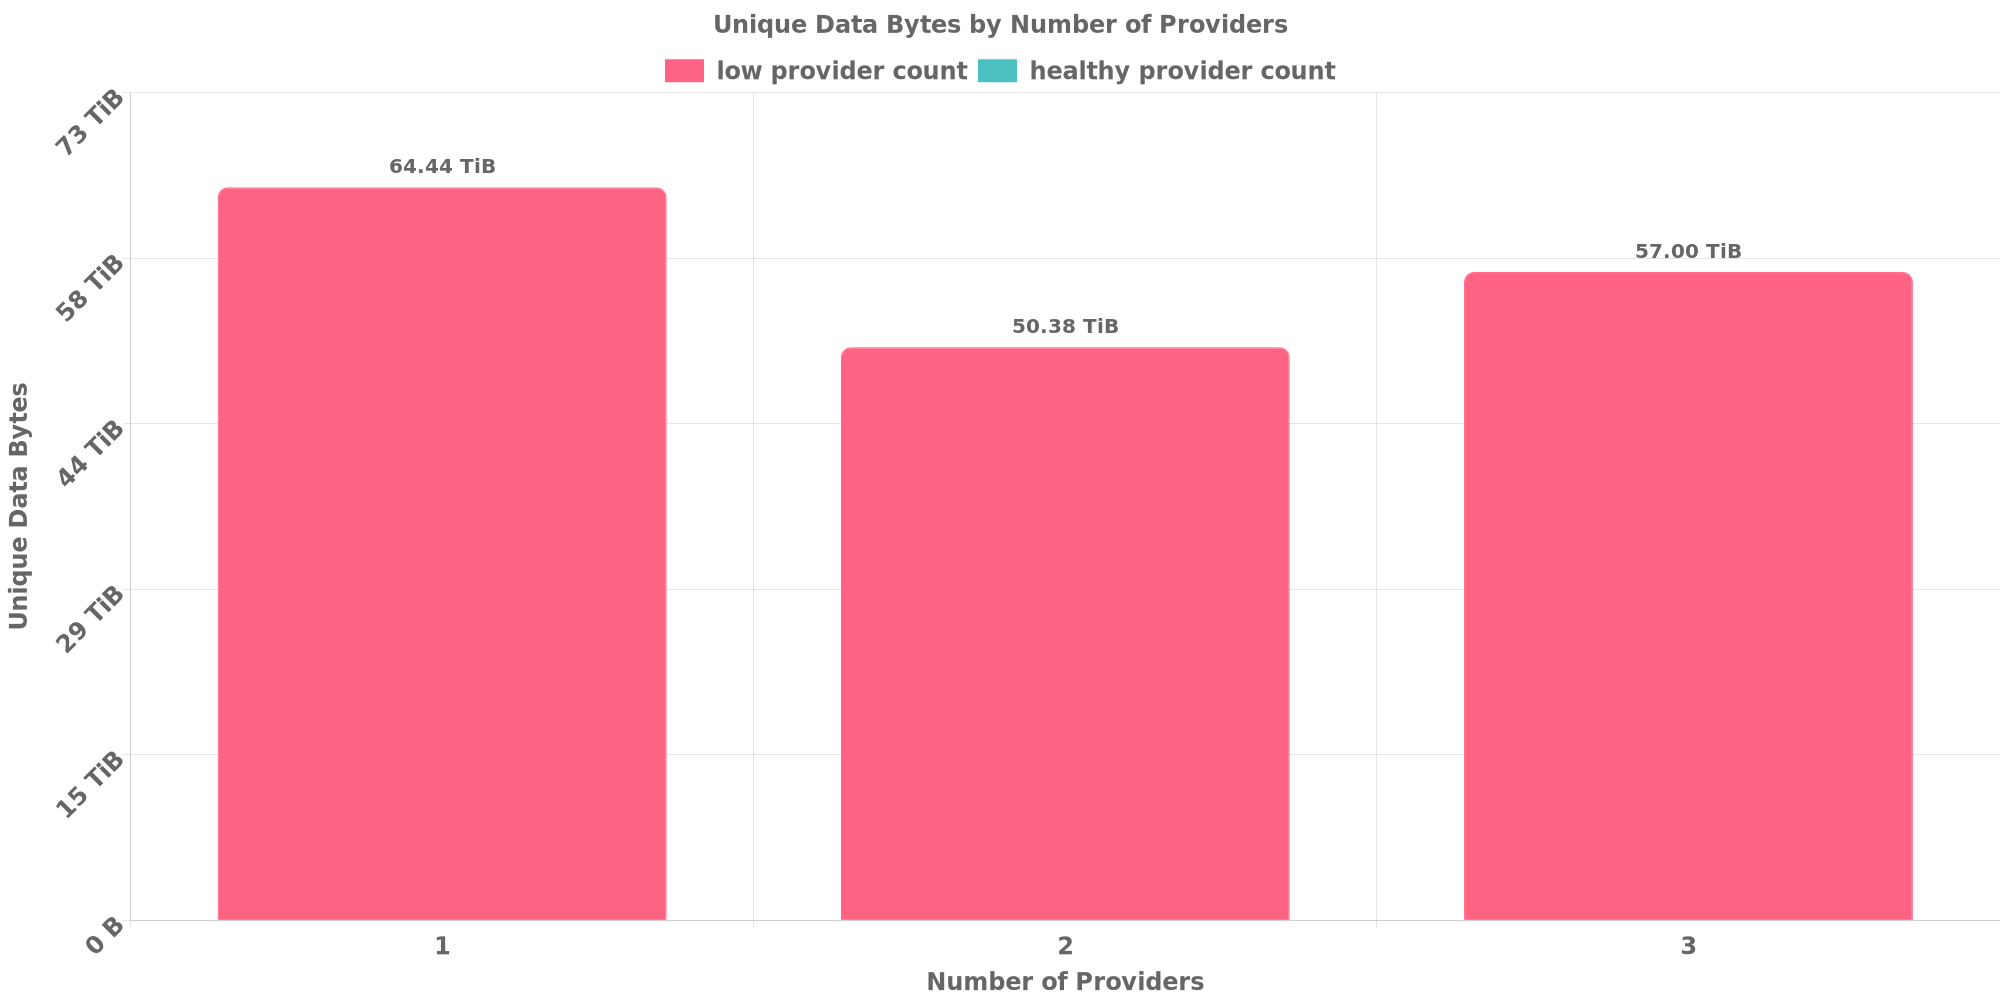 Unique Data Bytes by Number of Providers
low provider count healthy provider count
73 TiB
58 TiB
44 TiB
29 TiB
15 TiB
0 B
Unique Data Bytes
64.44 TiB
50.38 TiB
57.00 TiB
1 2 3
Number of Providers